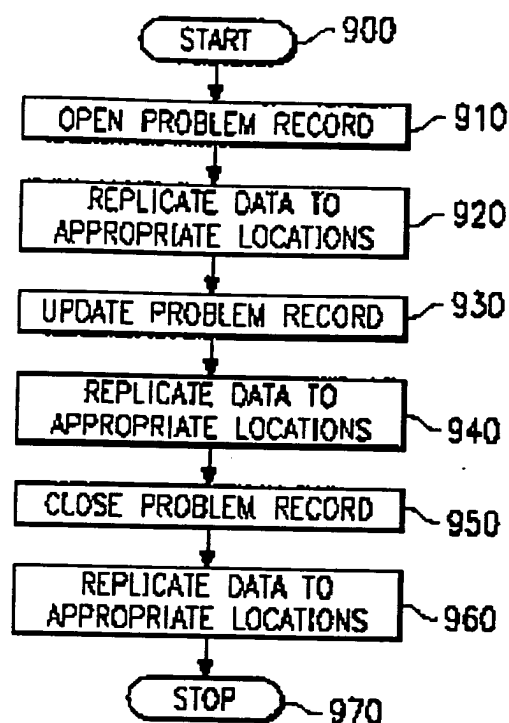 START 900
OPEN PROBLEM RECORD 910
REPLICATE DATA TO
APPROPRIATE LOCATIONS 920
UPDATE PROBLEM RECORD 930
REPLICATE DATA TO
APPROPRIATE LOCATIONS 940
CLOSE PROBLEM RECORD 950
REPLICATE DATA TO
APPROPRIATE LOCATIONS 960
STOP 970